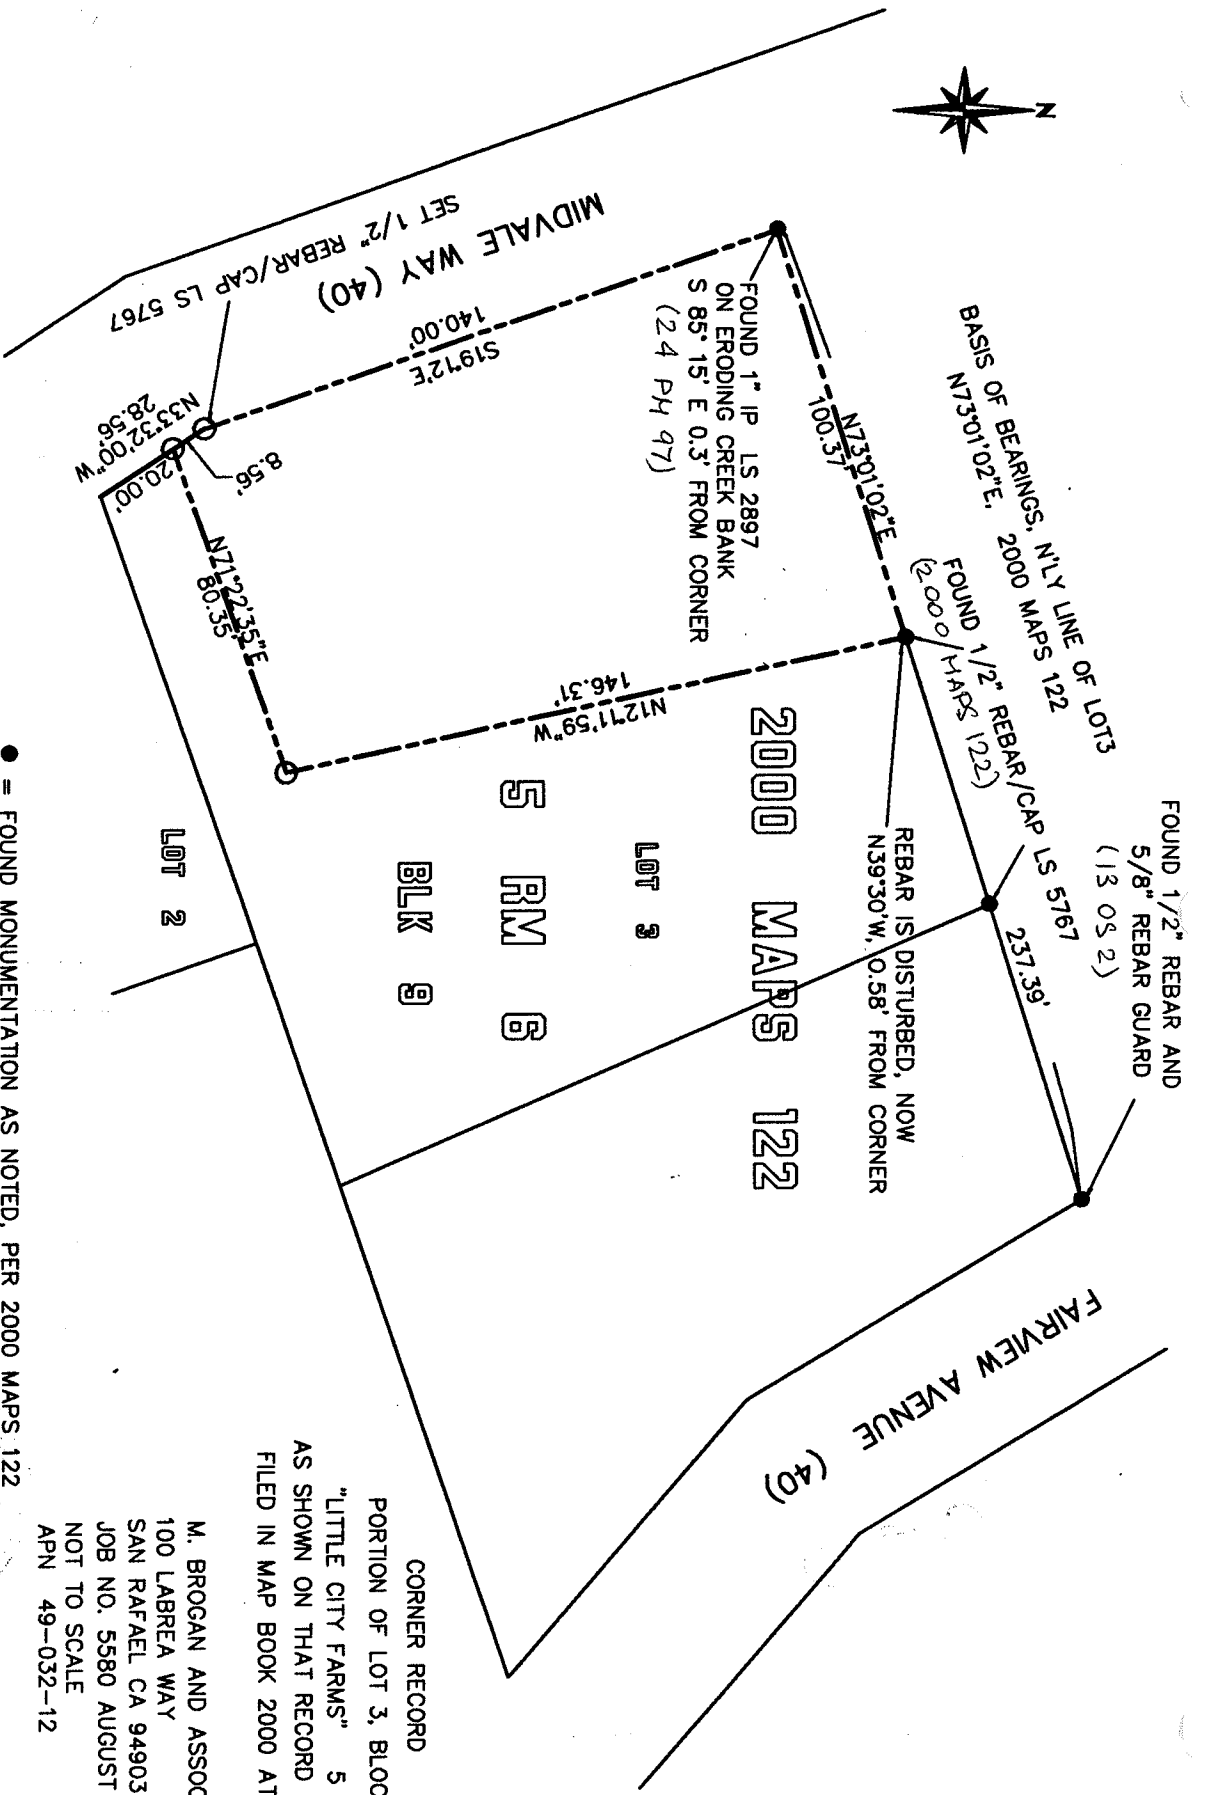 N
BASIS OF BEARINGS, N'LY LINE OF LOT3
N73°01'02"E, 2000 MAPS 122
FOUND 1/2" REBAR AND
5/8" REBAR GUARD
(13 OS 2)
FOUND 1/2" REBAR/CAP LS 5767
(2000 MAPS 122)
237.39'
N73°01'02"E
100.37'
REBAR IS DISTURBED, NOW
N39°30'W, 0.58' FROM CORNER
FOUND 1" IP LS 2897
ON ERODING CREEK BANK
S 85° 15' E 0.3' FROM CORNER
(24 PM 97)
MIDVALE WAY (40)
SET 1/2" REBAR/CAP LS 5767
S19°12'E
140.00'
N12°11'59"W
146.31'
2000 MAPS 122
LOT 3
5 RM 6
BLK 9
FAIRVIEW AVENUE (40)
8.56'
N33°32'00"W
28.56'
20.00'
N71°22'35"E
80.35'
LOT 2
CORNER RECORD
PORTION OF LOT 3, BLOC
"LITTLE CITY FARMS" 5
AS SHOWN ON THAT RECORD
FILED IN MAP BOOK 2000 AT
M. BROGAN AND ASSOC
100 LABREA WAY
SAN RAFAEL CA 94903
JOB NO. 5580 AUGUST
NOT TO SCALE
APN 49-032-12
● = FOUND MONUMENTATION AS NOTED, PER 2000 MAPS 122